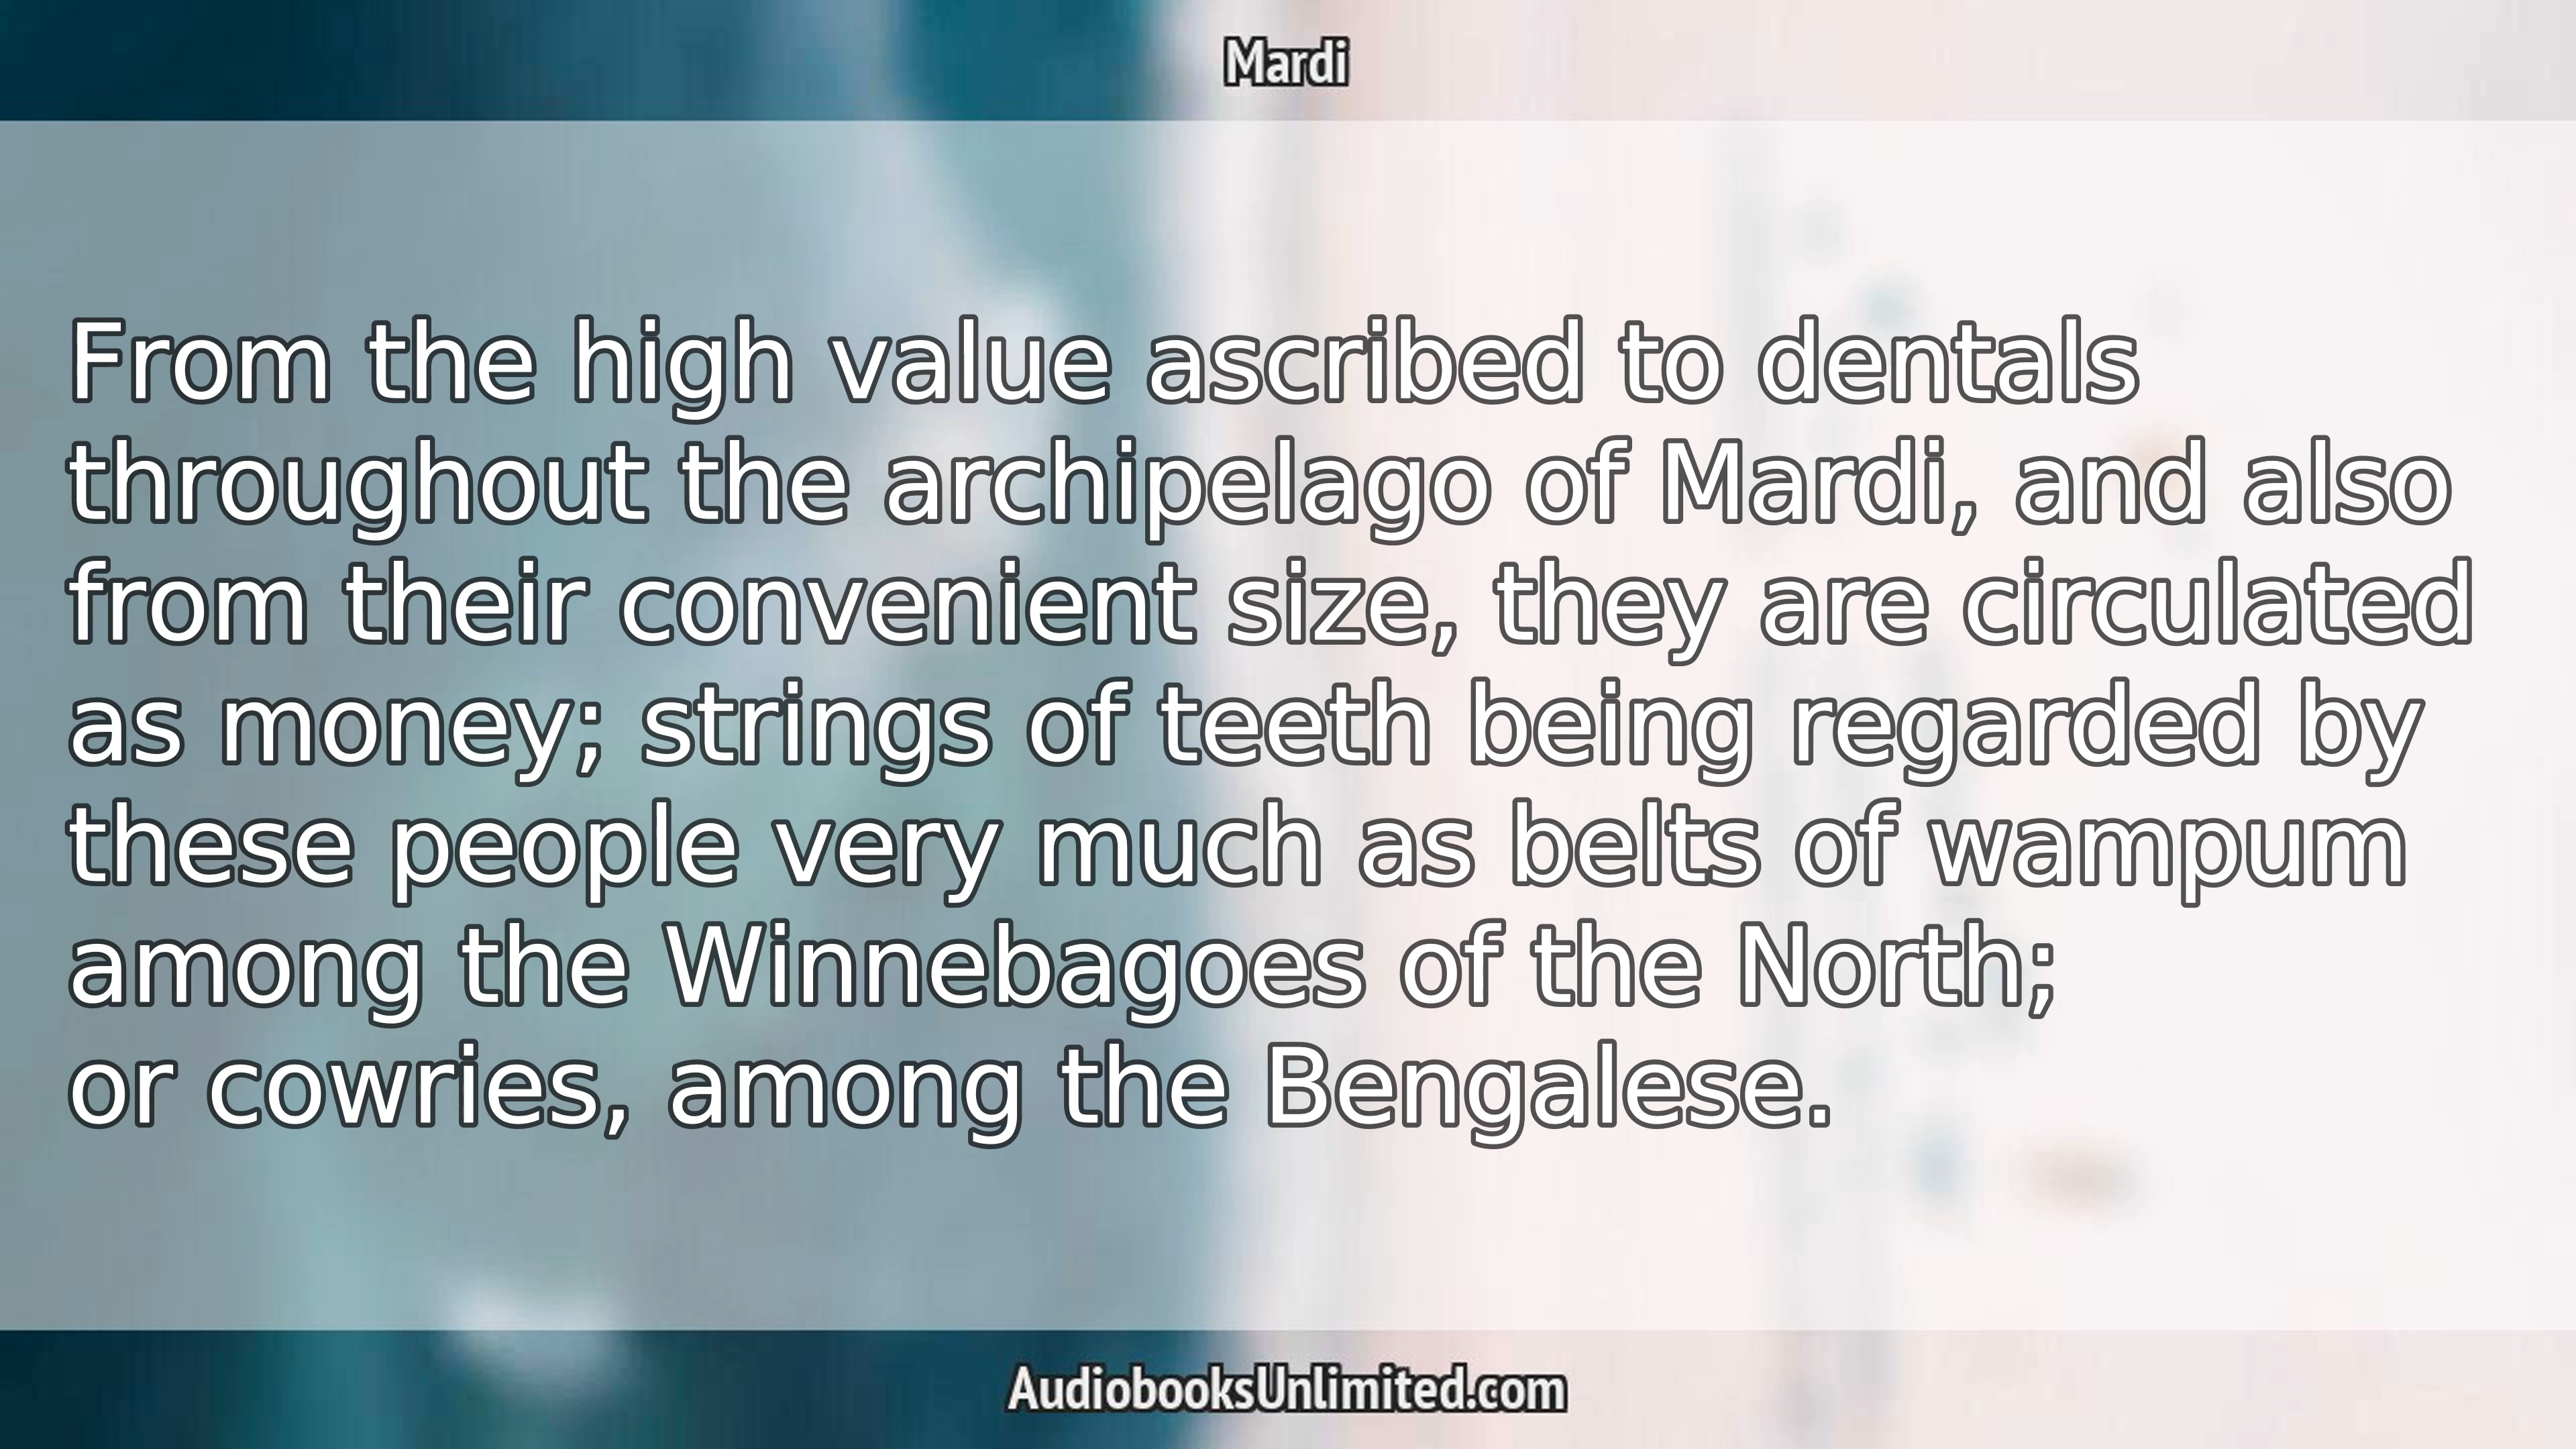 Mardi
From the high value ascribed to dentals
throughout the archipelago of Mardi, and also
from their convenient size, they are circulated
as money; strings of teeth being regarded by
these people very much as belts of wampum
among the Winnebagoes of the North;
or cowries, among the Bengalese.
AudiobooksUnlimited.com